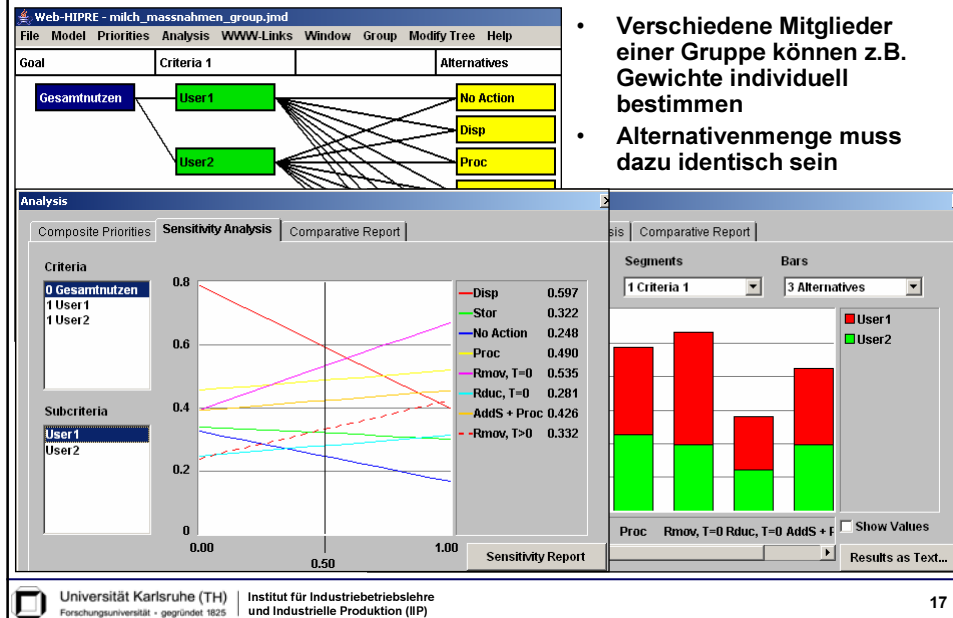 Web-HIPRE - milch_massnahmen_group.jmd
File Model Priorities Analysis WWW-Links Window Group Modify Tree Help
Goal Criteria 1 Alternatives
Gesamtnutzen User1 No Action
Disp
User2 Proc
• Verschiedene Mitglieder
einer Gruppe können z.B.
Gewichte individuell
bestimmen
• Alternativenmenge muss
dazu identisch sein
Analysis
Composite Priorities Sensitivity Analysis Comparative Report
Criteria
0 Gesamtnutzen
1 User1
1 User2
Subcriteria
User1
User2
0.8
0.6
0.4
0.2
0
0.00 0.50 1.00
Disp 0.597
Stor 0.322
No Action 0.248
Proc 0.490
Rmov, T=0 0.535
Rduc, T=0 0.281
AddS + Proc 0.426
Rmov, T>0 0.332
Sensitivity Report
Comparative Report
Segments Bars
1 Criteria 1 3 Alternatives
User1
User2
Proc Rmov, T=0 Rduc, T=0 AddS +
Show Values
Results as Text...
Universität Karlsruhe (TH)
Forschungsuniversität · gegründet 1825
Institut für Industriebetriebslehre
und Industrielle Produktion (IIP)
17